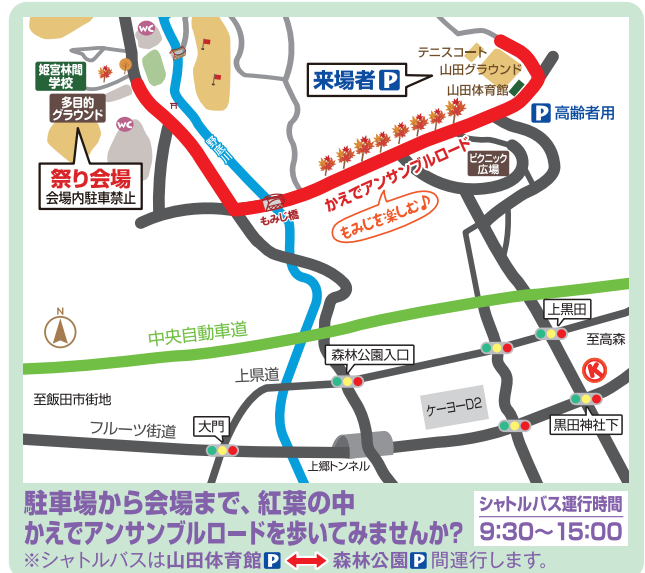 WC
テニスコート
山田グラウンド
山田体育館
来場者P
P高齢者用
姫宮林間
学校
多目的
グラウンド
WC
祭り会場
会場内駐車禁止
もみじ橋
かえでアンサンブルロード
もみじを楽しむ♪
ピクニック
広場
N
中央自動車道
上県道
森林公園入口
上黒田
至高森
K
至飯田市街地
フルーツ街道
大門
ケーヨーD2
黒田神社下
上郷トンネル
駐車場から会場まで、紅葉の中
かえでアンサンブルロードを歩いてみませんか?
シャトルバス運行時間
9:30〜15:00
※シャトルバスは山田体育館P↔森林公園P間運行します。